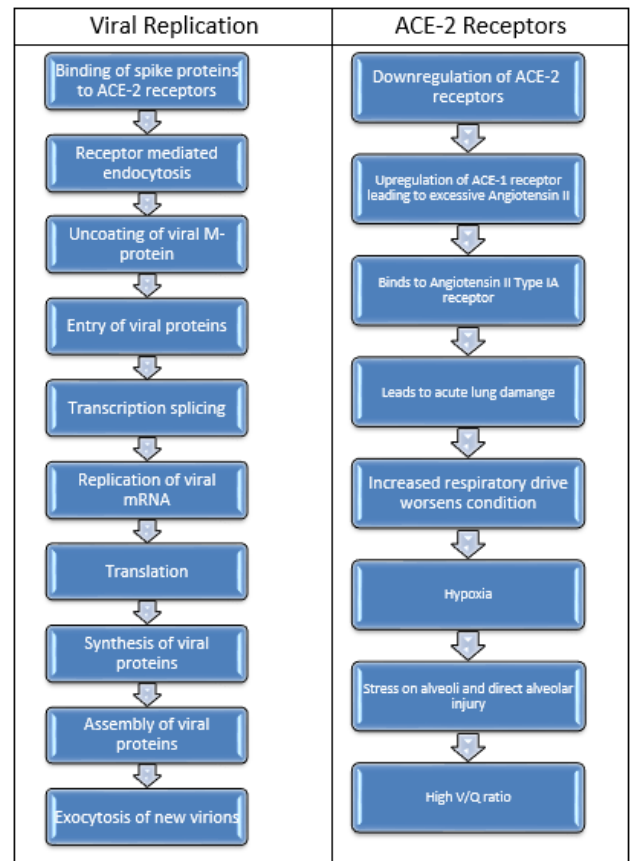 Viral Replication
Binding of spike proteins
to ACE-2 receptors
Receptor mediated
endocytosis
Uncoating of viral M-
protein
Entry of viral proteins
Transcription splicing
Replication of viral
mRNA
Translation
Synthesis of viral
proteins
Assembly of viral
proteins
Exocytosis of new virions
ACE-2 Receptors
Downregulation of ACE-2
receptors
Upregulation of ACE-1 receptor
leading to excessive Angiotensin II
Binds to Angiotensin II Type IA
receptor
Leads to acute lung damange
Increased respiratory drive
worsens condition
Hypoxia
Stress on alveoli and direct alveolar
injury
High V/Q ratio